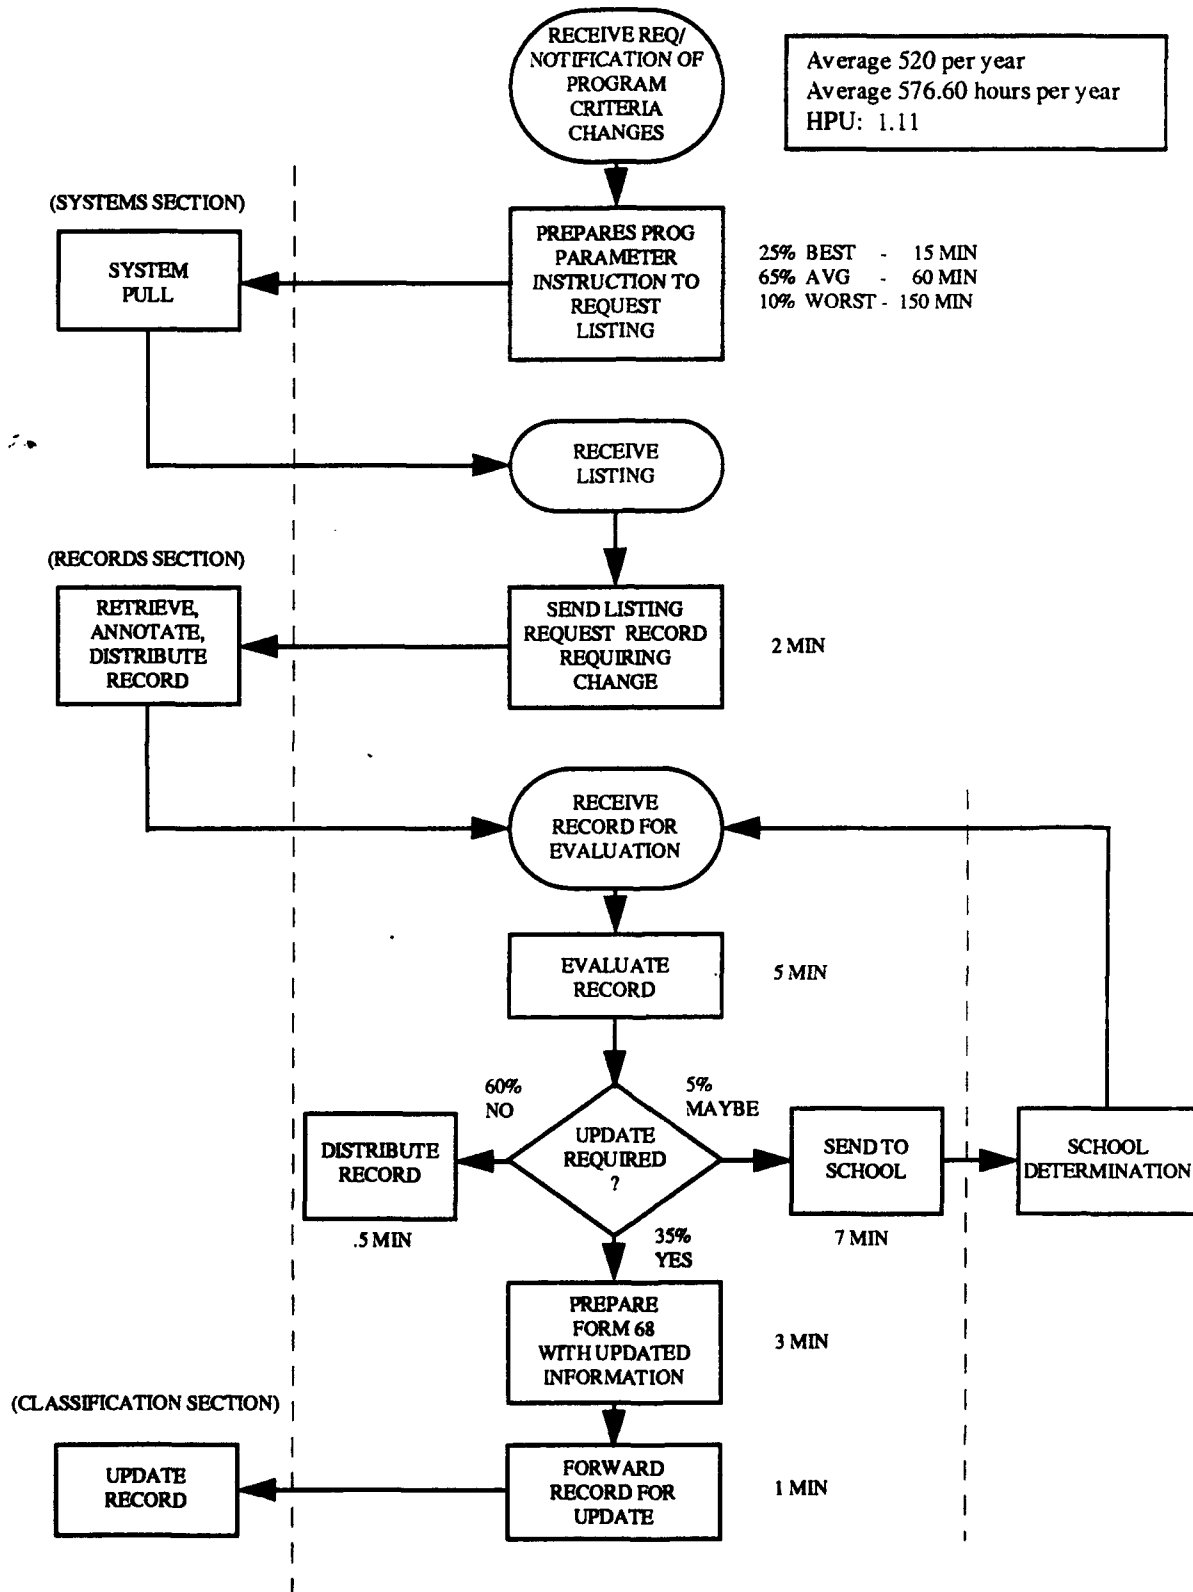 RECEIVE REQ/
NOTIFICATION OF
PROGRAM
CRITERIA
CHANGES
Average 520 per year
Average 576.60 hours per year
HPU: 1.11
(SYSTEMS SECTION)
SYSTEM
PULL
PREPARES PROG
PARAMETER
INSTRUCTION TO
REQUEST
LISTING
25% BEST - 15 MIN
65% AVG - 60 MIN
10% WORST - 150 MIN
RECEIVE
LISTING
(RECORDS SECTION)
RETRIEVE,
ANNOTATE,
DISTRIBUTE
RECORD
SEND LISTING
REQUEST RECORD
REQUIRING
CHANGE
2 MIN
RECEIVE
RECORD FOR
EVALUATION
EVALUATE
RECORD
5 MIN
60%
NO
5%
MAYBE
DISTRIBUTE
RECORD
.5 MIN
UPDATE
REQUIRED
?
SEND TO
SCHOOL
7 MIN
SCHOOL
DETERMINATION
35%
YES
PREPARE
FORM 68
WITH UPDATED
INFORMATION
3 MIN
(CLASSIFICATION SECTION)
UPDATE
RECORD
FORWARD
RECORD FOR
UPDATE
1 MIN